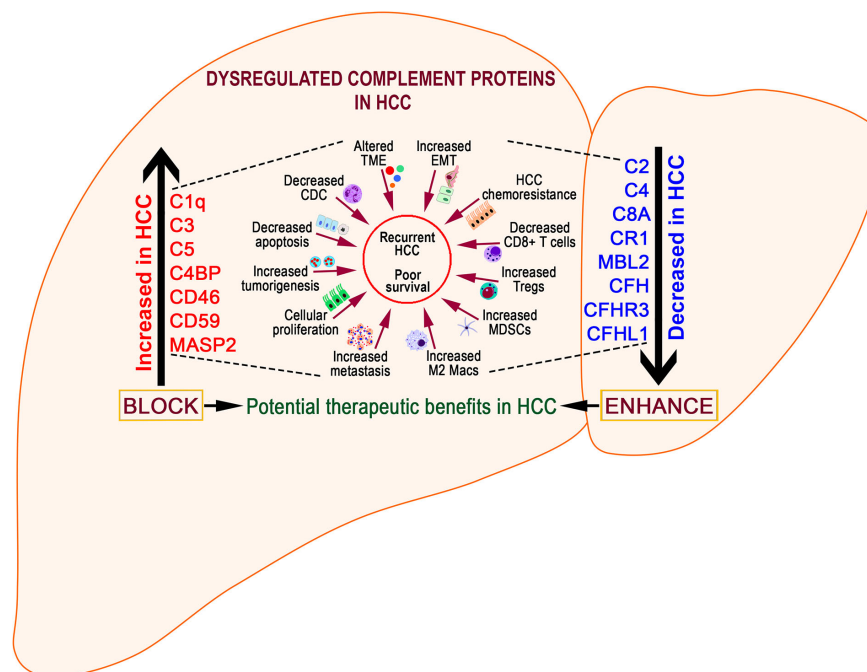 DYSREGULATED COMPLEMENT PROTEINS
IN HCC
Increased in HCC
C1q
C3
C5
C4BP
CD46
CD59
MASP2
Altered
TME
Increased
EMT
Decreased
CDC
HCC
chemoresistance
Decreased
apoptosis
Decreased
CD8+ T cells
Increased
tumorigenesis
Increased
Tregs
Cellular
proliferation
Increased
MDSCs
Increased
metastasis
Increased
M2 Macs
Recurrent
HCC
Poor
survival
C2
C4
C8A
CR1
MBL2
CFH
CFHR3
CFHL1
Decreased in HCC
BLOCK
Potential therapeutic benefits in HCC
ENHANCE